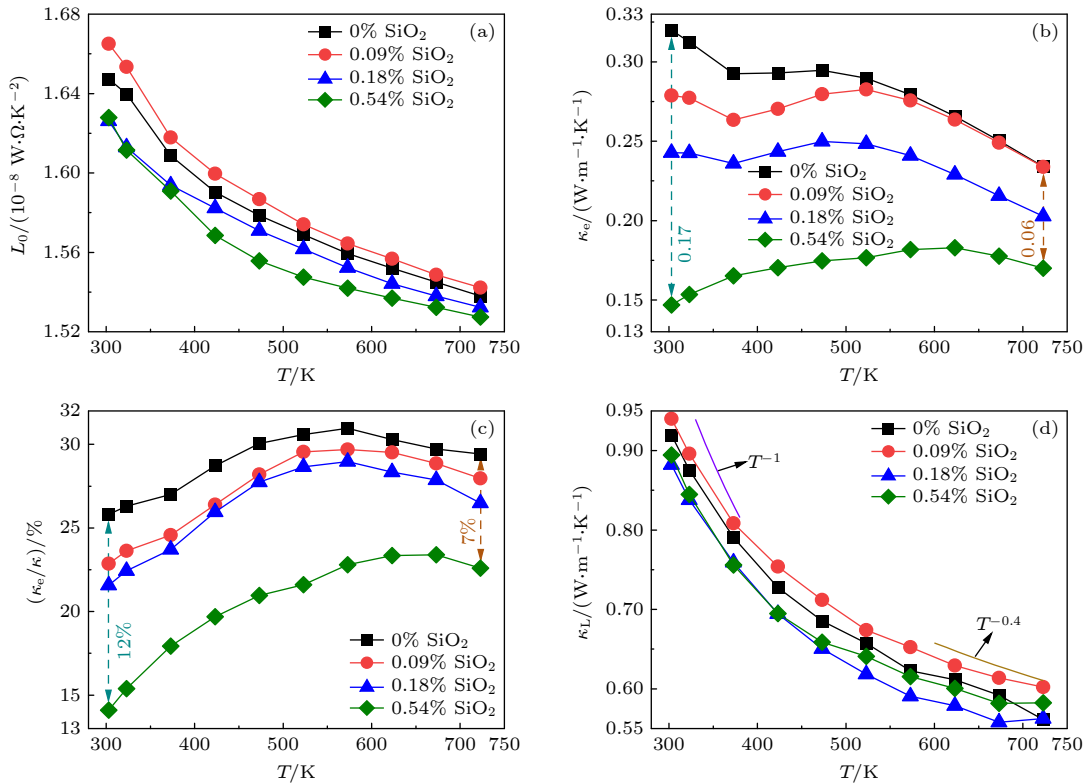 (a)
1.68
1.64
1.60
1.56
1.52
L₀/(10⁻⁸ W·Ω·K⁻²)
0% SiO₂
0.09% SiO₂
0.18% SiO₂
0.54% SiO₂
300 400 500 600 700 750
T/K
(b)
0.33
0.30
0.25
0.20
0.15
0.13
κₑ/(W·m⁻¹·K⁻¹)
0% SiO₂
0.09% SiO₂
0.18% SiO₂
0.54% SiO₂
0.17
0.06
300 400 500 600 700 750
T/K
(c)
32
29
25
21
18
14
13
(κₑ/κ)/%
12%
7%
0% SiO₂
0.09% SiO₂
0.18% SiO₂
0.54% SiO₂
300 400 500 600 700 750
T/K
(d)
0.95
0.90
0.80
0.70
0.60
0.55
κ_L/(W·m⁻¹·K⁻¹)
0% SiO₂
0.09% SiO₂
0.18% SiO₂
0.54% SiO₂
T⁻¹
T⁻⁰·⁴
300 400 500 600 700 750
T/K